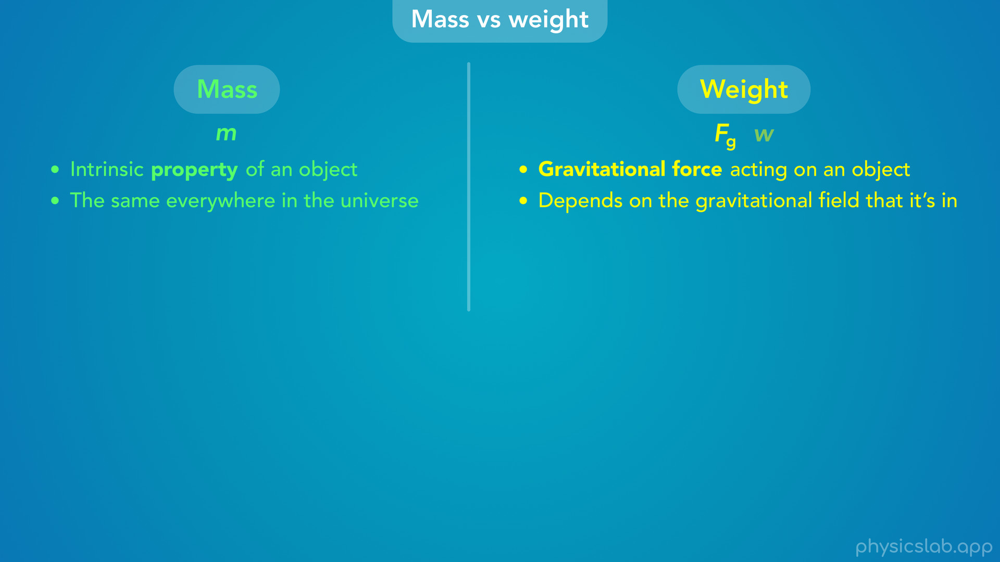 Mass vs weight
Mass
m
• Intrinsic property of an object
• The same everywhere in the universe
Weight
Fg w
• Gravitational force acting on an object
• Depends on the gravitational field that it’s in
physicslab.app